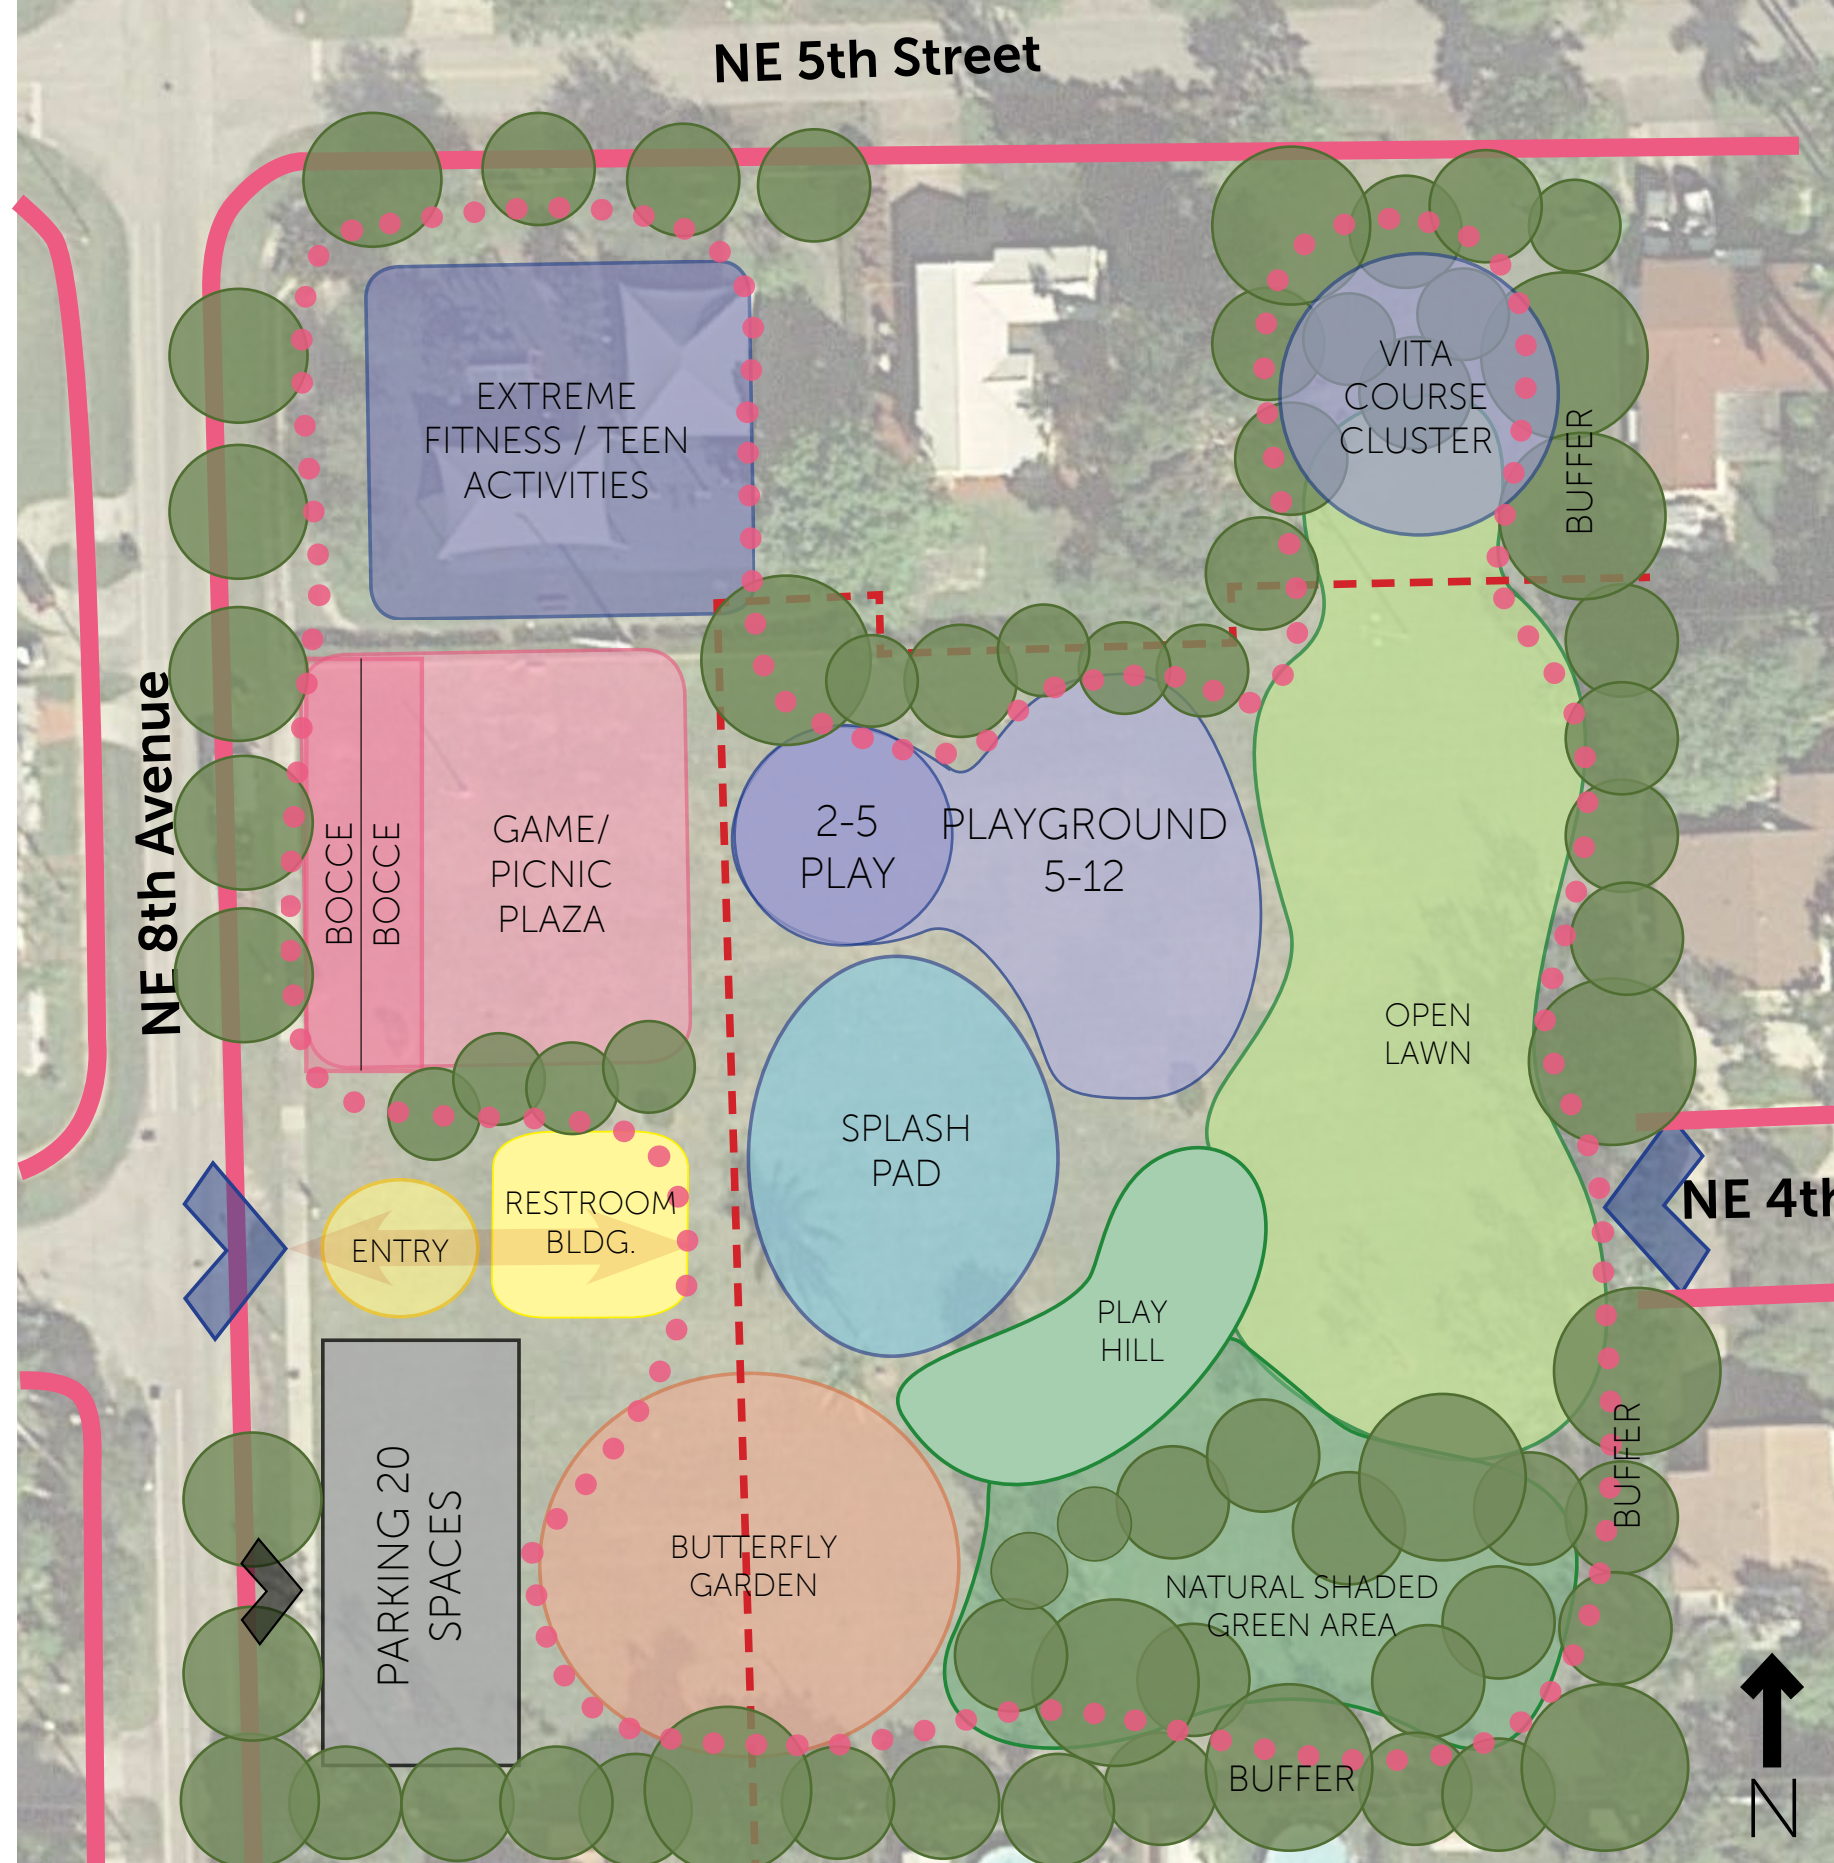 NE 5th Street
EXTREME
FITNESS / TEEN
ACTIVITIES
VITA
COURSE
CLUSTER
BUFFER
NE 8th Avenue
BOCCE
BOCCE
GAME/
PICNIC
PLAZA
2-5
PLAY
PLAYGROUND
5-12
OPEN
LAWN
SPLASH
PAD
RESTROOM
BLDG.
ENTRY
NE 4th
PLAY
HILL
PARKING 20
SPACES
BUTTERFLY
GARDEN
NATURAL SHADED
GREEN AREA
BUFFER
BUFFER
N